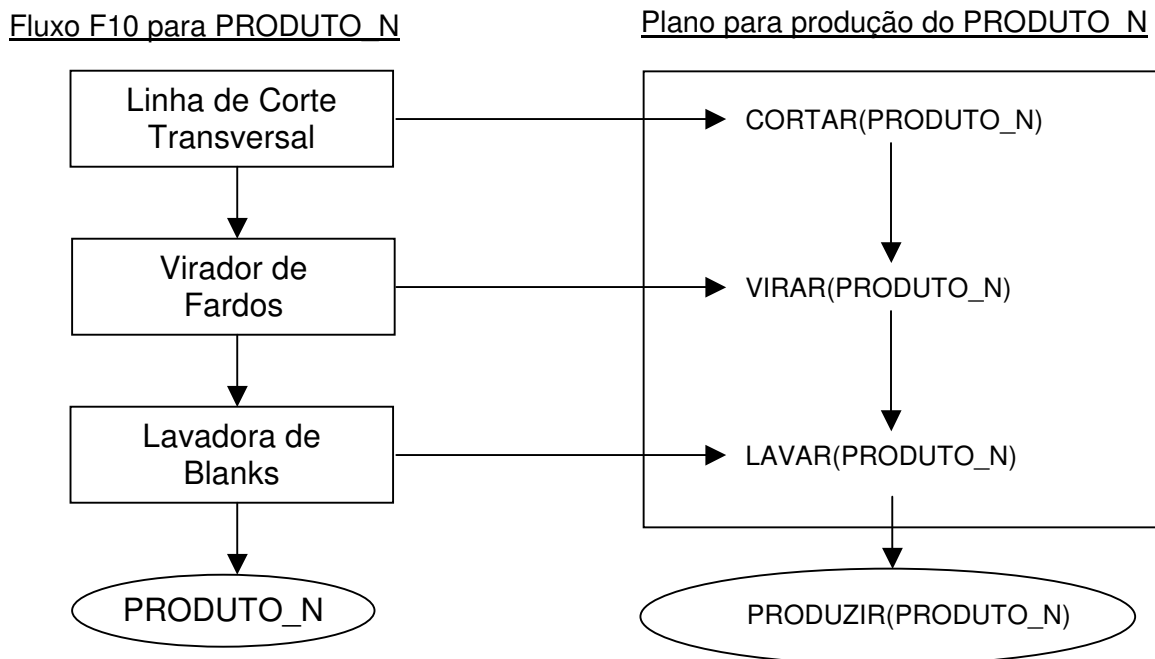 Fluxo F10 para PRODUTO_N
Plano para produção do PRODUTO_N
Linha de Corte
Transversal
CORTAR(PRODUTO_N)
Virador de
Fardos
VIRAR(PRODUTO_N)
Lavadora de
Blanks
LAVAR(PRODUTO_N)
PRODUTO_N
PRODUZIR(PRODUTO_N)